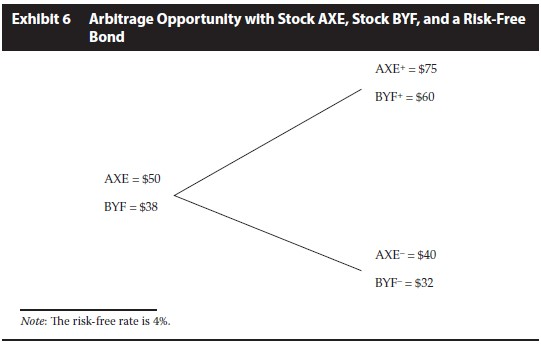 Exhibit 6 Arbitrage Opportunity with Stock AXE, Stock BYF, and a Risk-Free
Bond
AXE+ = $75
BYF+ = $60
AXE = $50
BYF = $38
AXE− = $40
BYF− = $32
Note: The risk-free rate is 4%.